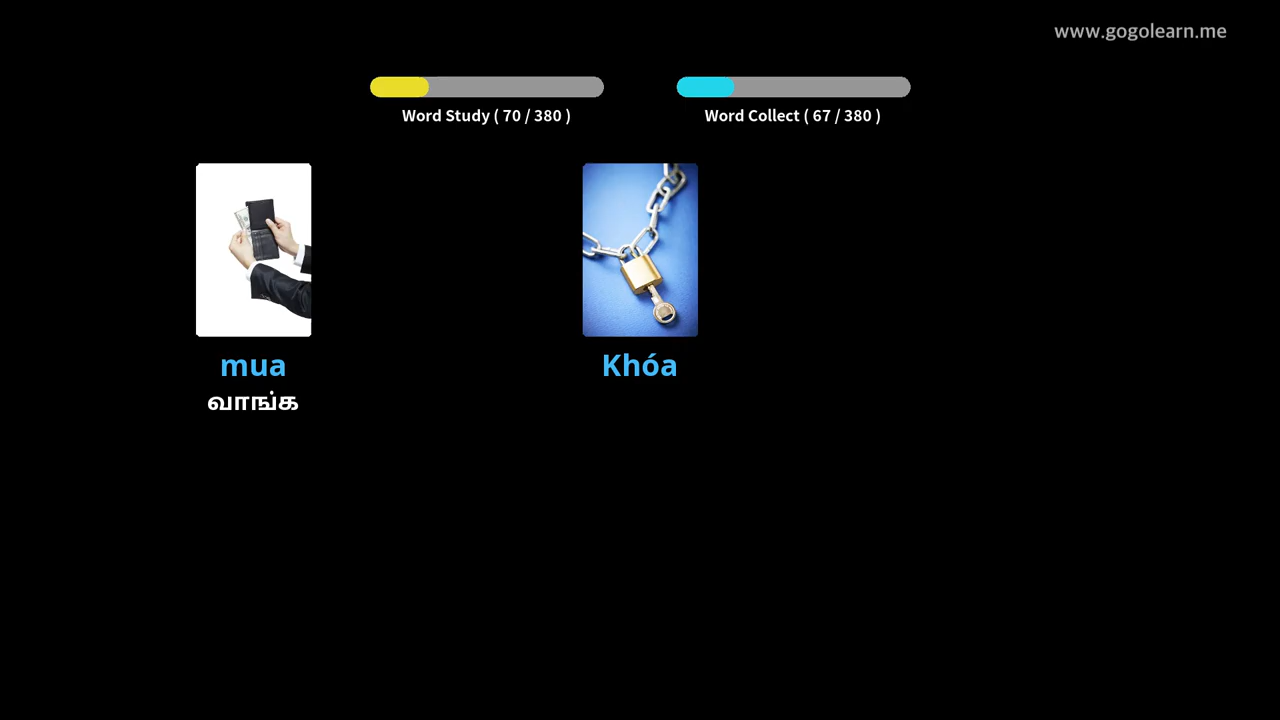 www.gogolearn.me
Word Study ( 70 / 380 )
Word Collect ( 67 / 380 )
mua
வாங்க
Khóa